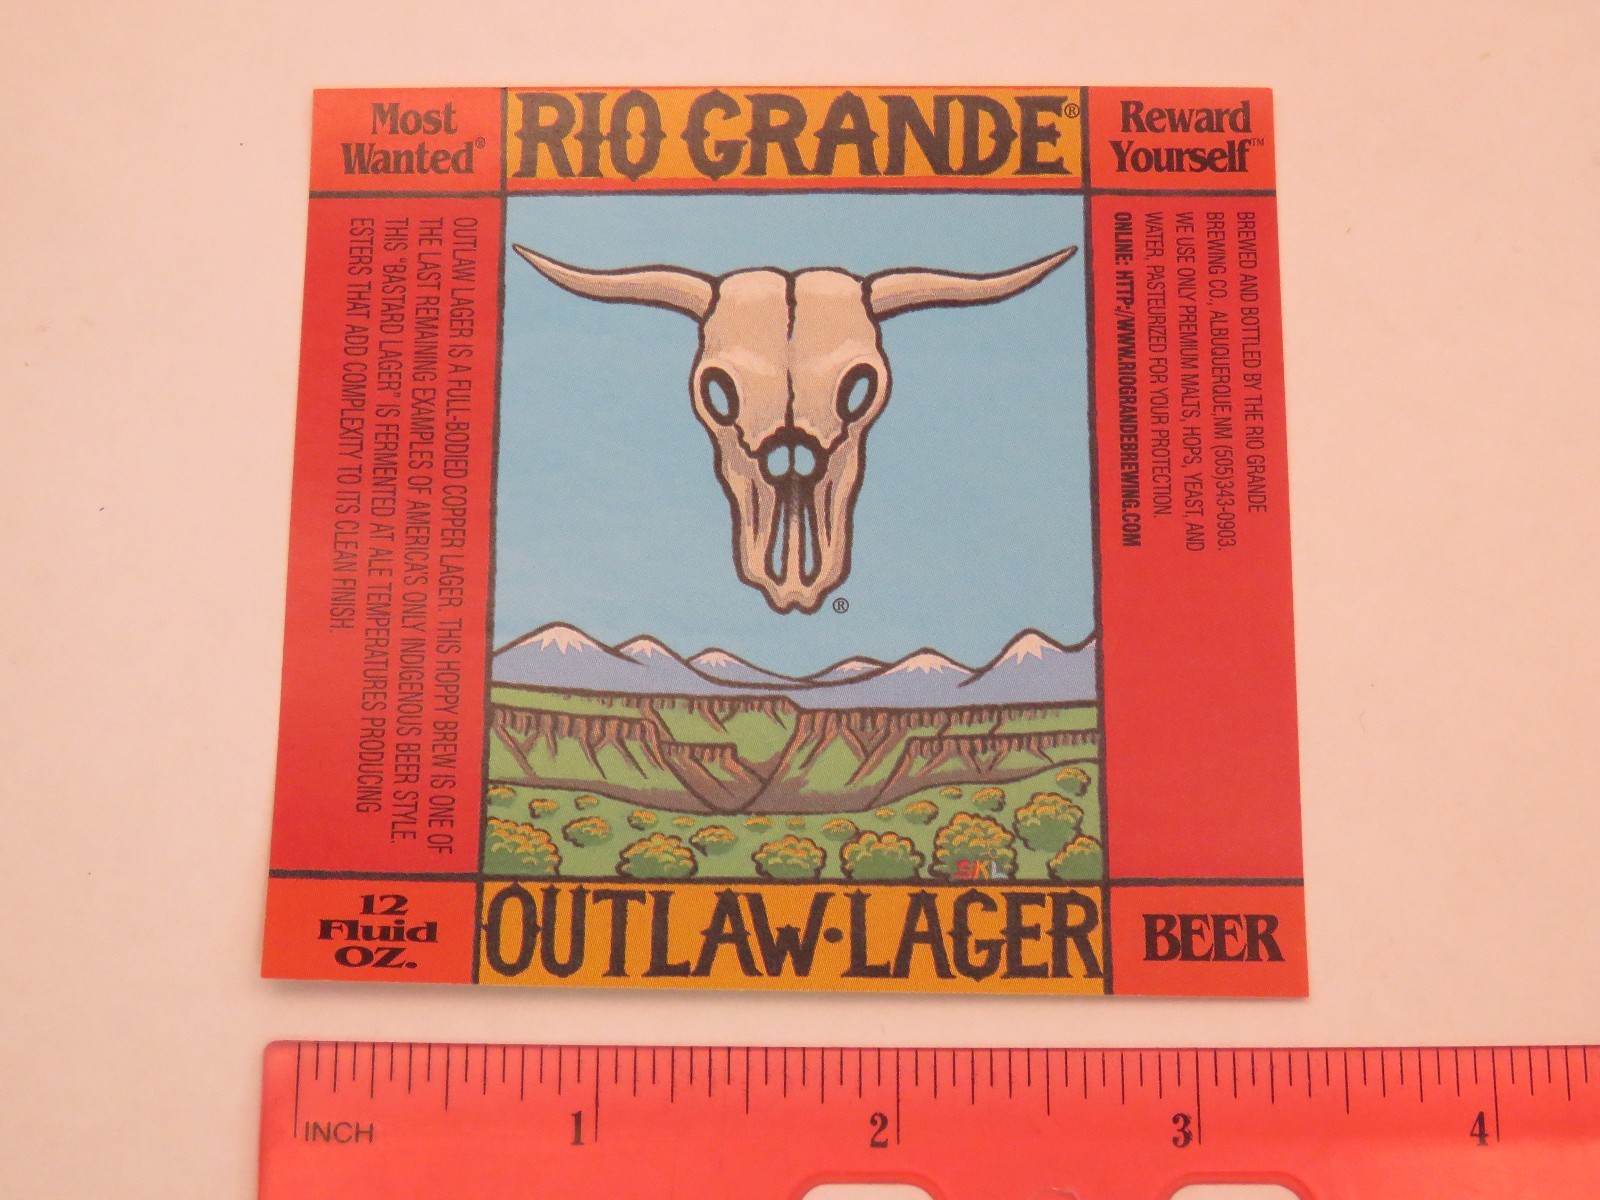 Most
Wanted®
RIO GRANDE®
Reward
Yourself™
OUTLAW LAGER IS A FULL-BODIED COPPER LAGER. THIS HOPPY BREW IS ONE OF
THE LAST REMAINING EXAMPLES OF AMERICA'S ONLY INDIGENOUS BEER STYLE.
THIS "BASTARD LAGER" IS FERMENTED AT ALE TEMPERATURES PRODUCING
ESTERS THAT ADD COMPLEXITY TO ITS CLEAN FINISH.
®
SKL
BREWED AND BOTTLED BY THE RIO GRANDE
BREWING CO., ALBUQUERQUE,NM (505)343-0903.
WE USE ONLY PREMIUM MALTS, HOPS, YEAST, AND
WATER, PASTEURIZED FOR YOUR PROTECTION.
ONLINE: HTTP:/WWW.RIOGRANDEBREWING.COM
12
Fluid
OZ.
OUTLAW·LAGER
BEER
INCH 1 2 3 4